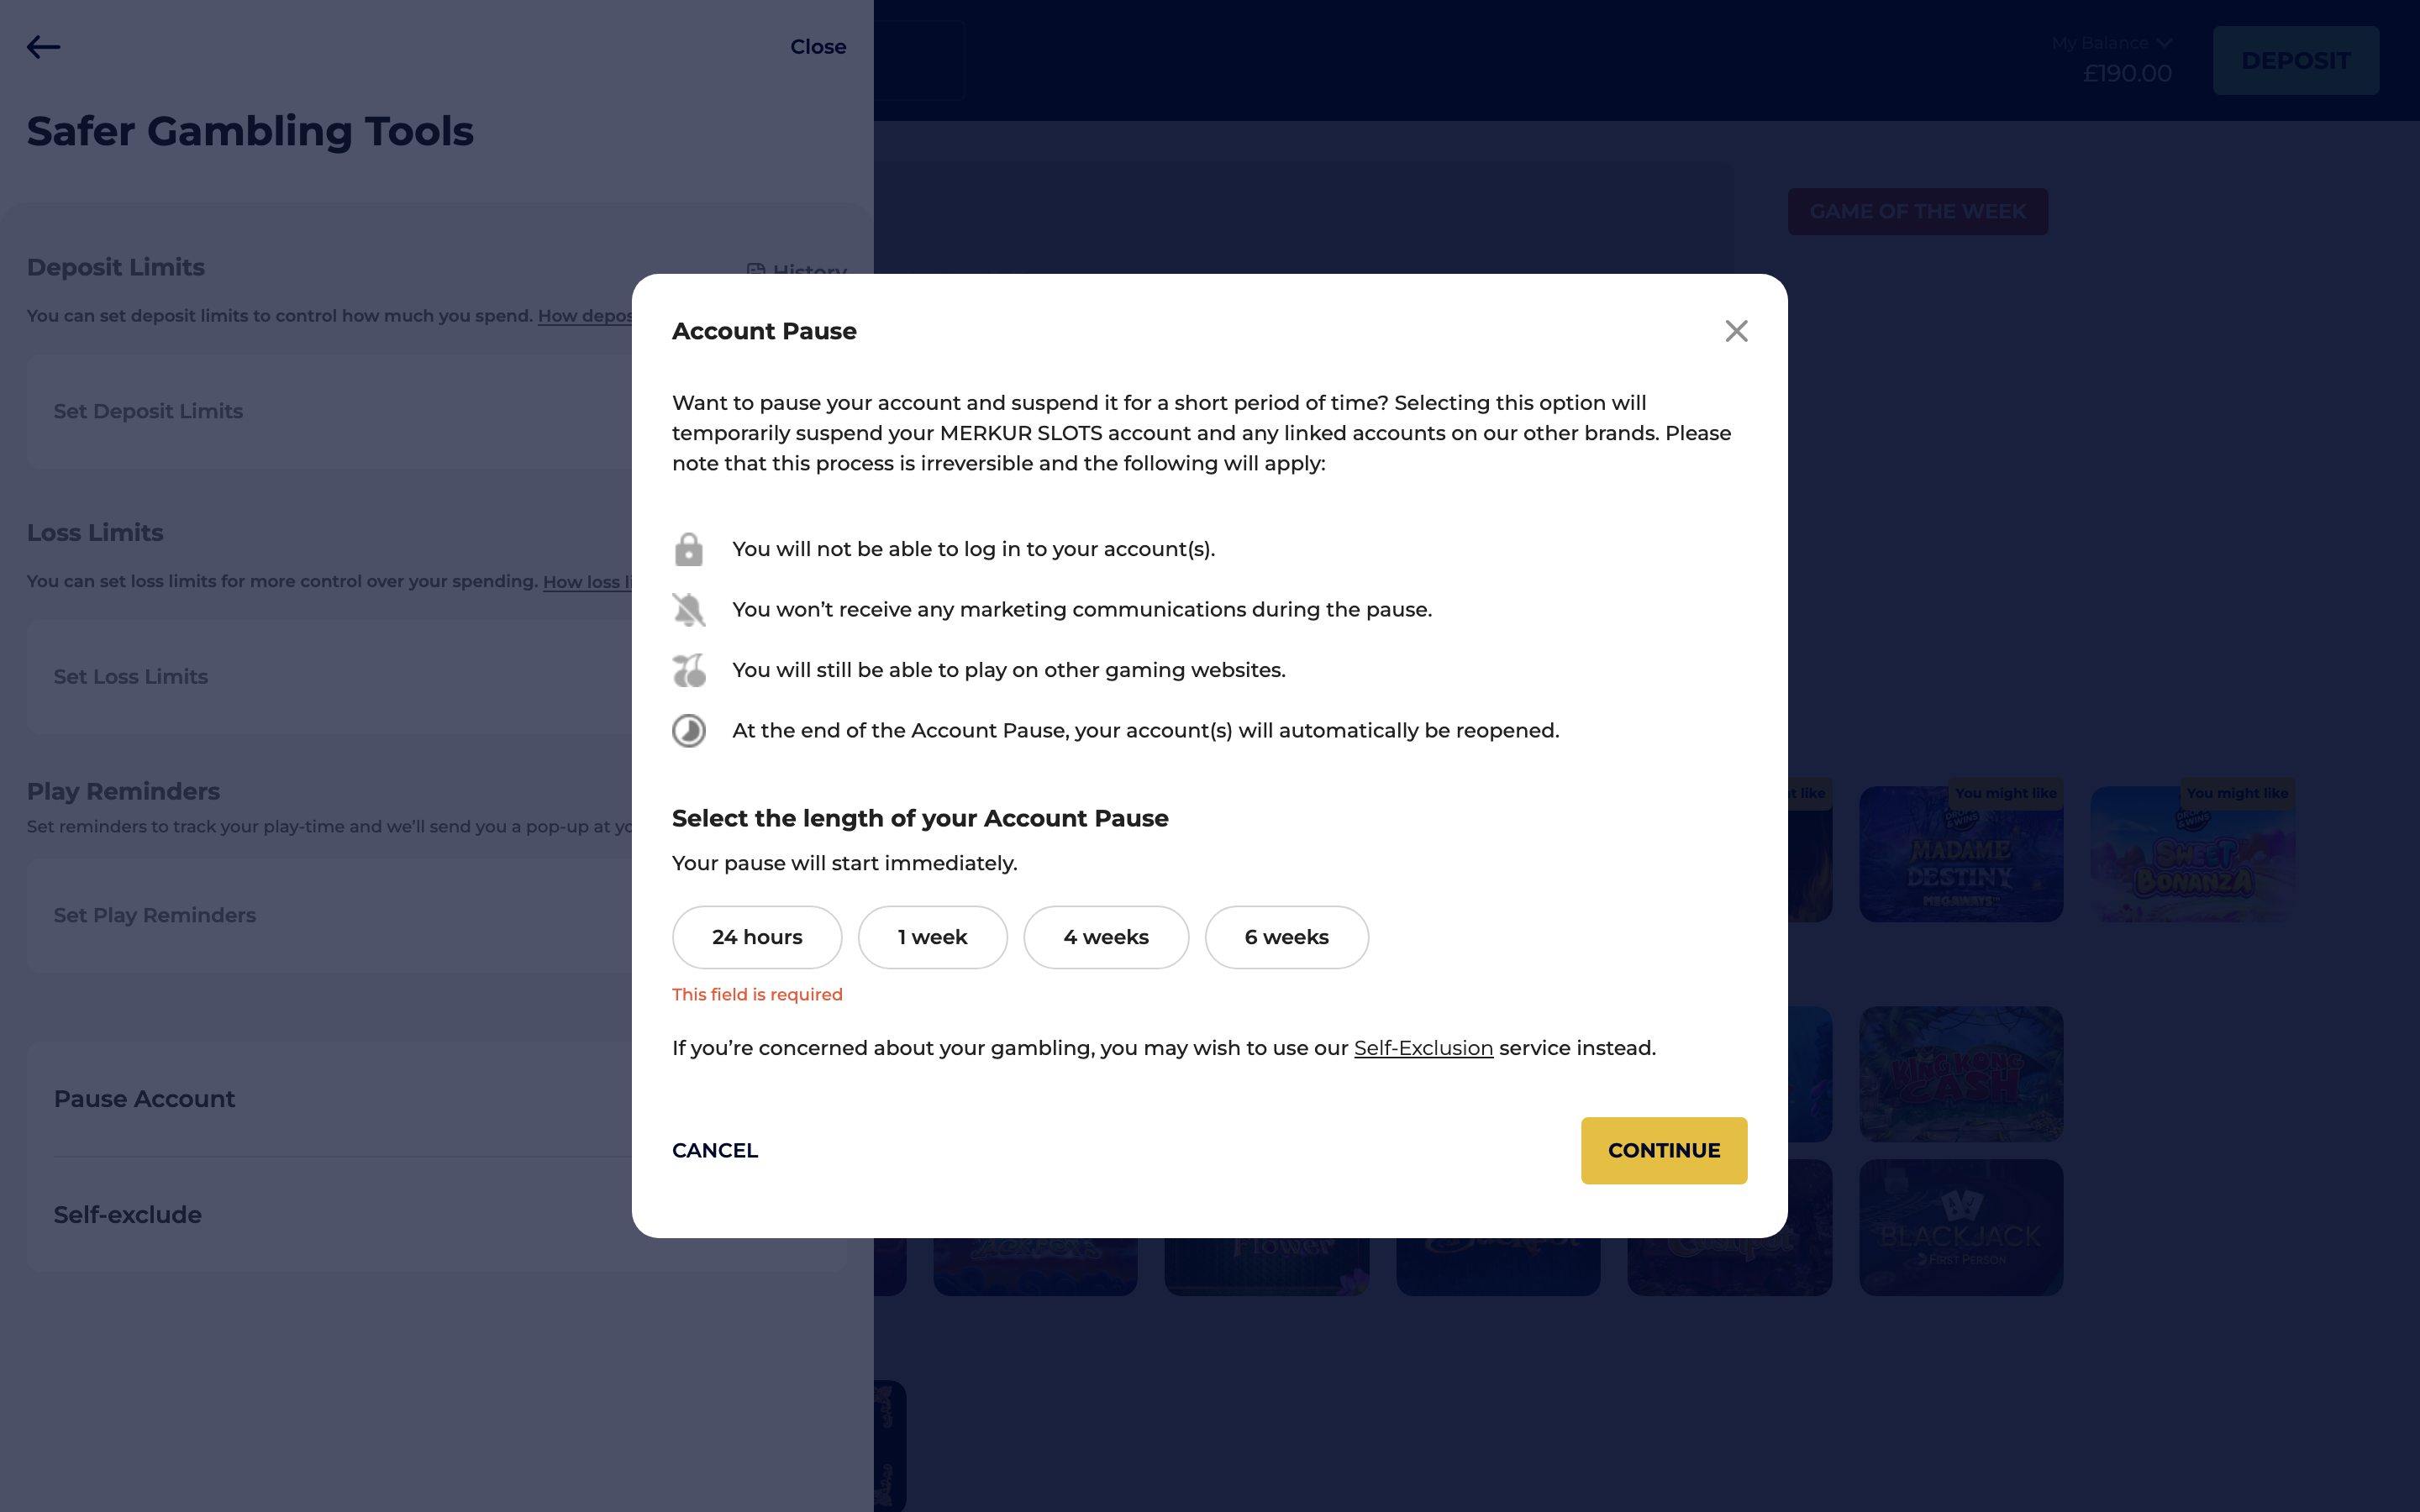 Close
My Balance
£190.00
DEPOSIT
Safer Gambling Tools
GAME OF THE WEEK
Deposit Limits
History
You can set deposit limits to control how much you spend. How depos
Set Deposit Limits
Loss Limits
You can set loss limits for more control over your spending. How loss li
Set Loss Limits
Play Reminders
Set reminders to track your play-time and we'll send you a pop-up at yo
Set Play Reminders
Pause Account
Self-exclude
Account Pause
Want to pause your account and suspend it for a short period of time? Selecting this option will
temporarily suspend your MERKUR SLOTS account and any linked accounts on our other brands. Please
note that this process is irreversible and the following will apply:
You will not be able to log in to your account(s).
You won’t receive any marketing communications during the pause.
You will still be able to play on other gaming websites.
At the end of the Account Pause, your account(s) will automatically be reopened.
Select the length of your Account Pause
Your pause will start immediately.
24 hours
1 week
4 weeks
6 weeks
This field is required
If you’re concerned about your gambling, you may wish to use our Self-Exclusion service instead.
CANCEL
CONTINUE
like
You might like
You might like
MADAME
DESTINY
MEGAWAYS
SWEET
BONANZA
KING KONG
CASH
Flower
BLACKJACK
FIRST PERSON